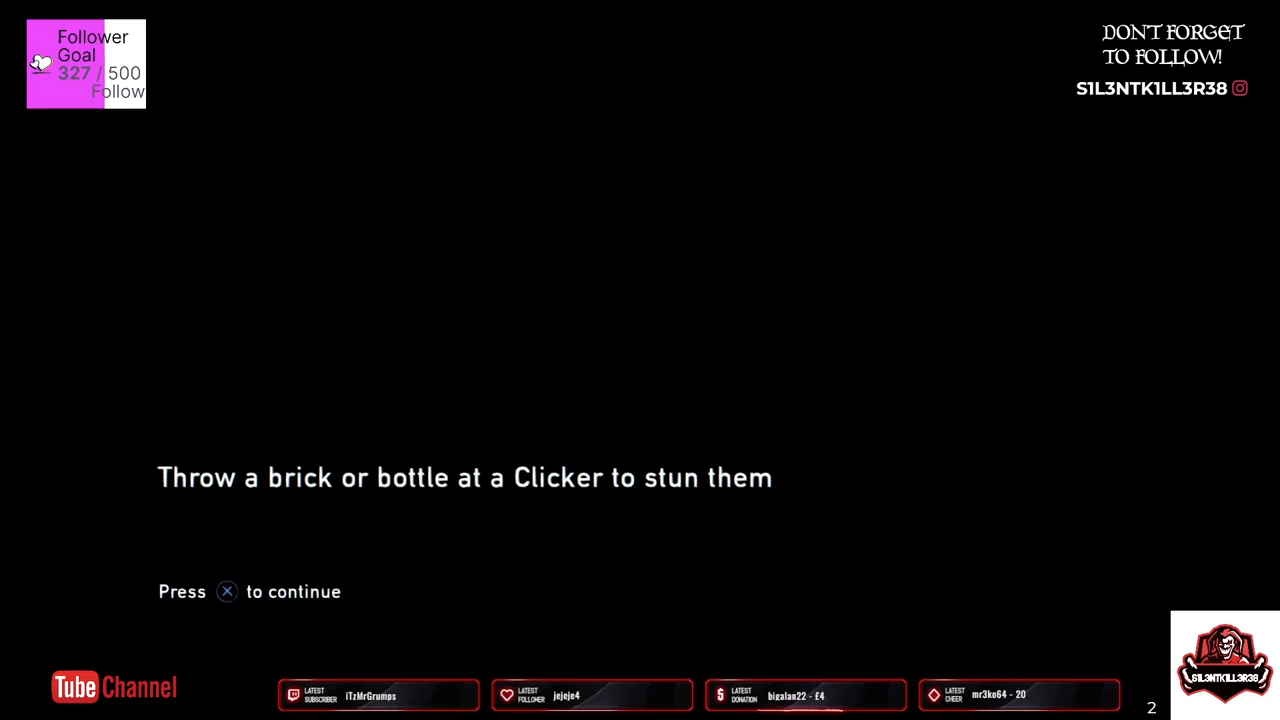 Follower
Goal
327 / 500
Follow
DON'T FORGET
TO FOLLOW!
S1L3NTK1LL3R38
Throw a brick or bottle at a Clicker to stun them
Press ✕ to continue
Tube Channel
LATEST
SUBSCRIBER
iTzMrGrumps
LATEST
FOLLOWER
jejeje4
LATEST
DONATION
bigalan22 - £4
LATEST
CHEER
mr3ko64 - 20
2
S1L3NTK1LL3R38